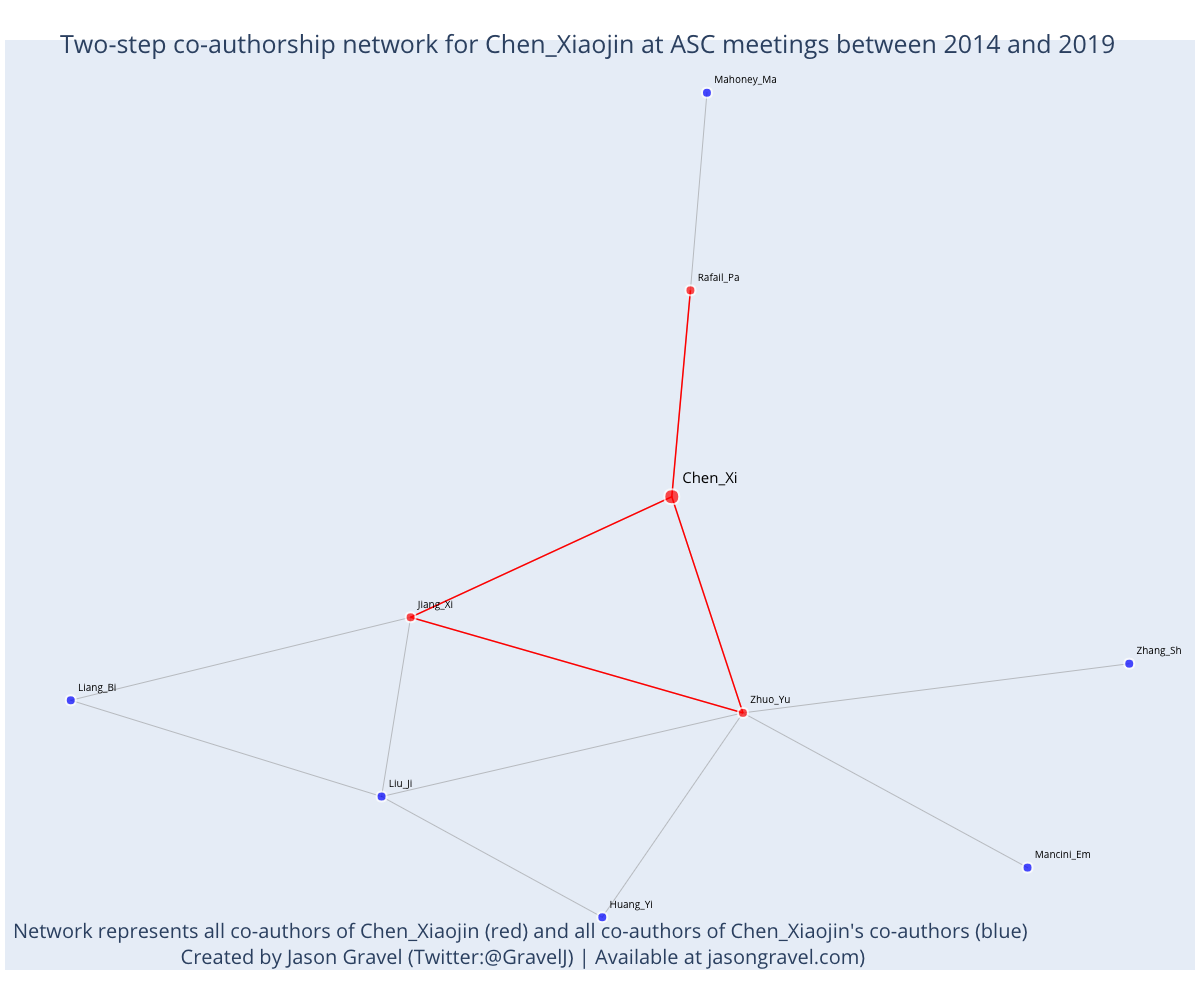 Two-step co-authorship network for Chen_Xiaojin at ASC meetings between 2014 and 2019
Mahoney_Ma
Rafail_Pa
Chen_Xi
Jiang_Xi
Zhang_Sh
Liang_Bi
Zhuo_Yu
Liu_Ji
Mancini_Em
Huang_Yi
Network represents all co-authors of Chen_Xiaojin (red) and all co-authors of Chen_Xiaojin's co-authors (blue)
Created by Jason Gravel (Twitter:@GravelJ) | Available at jasongravel.com)